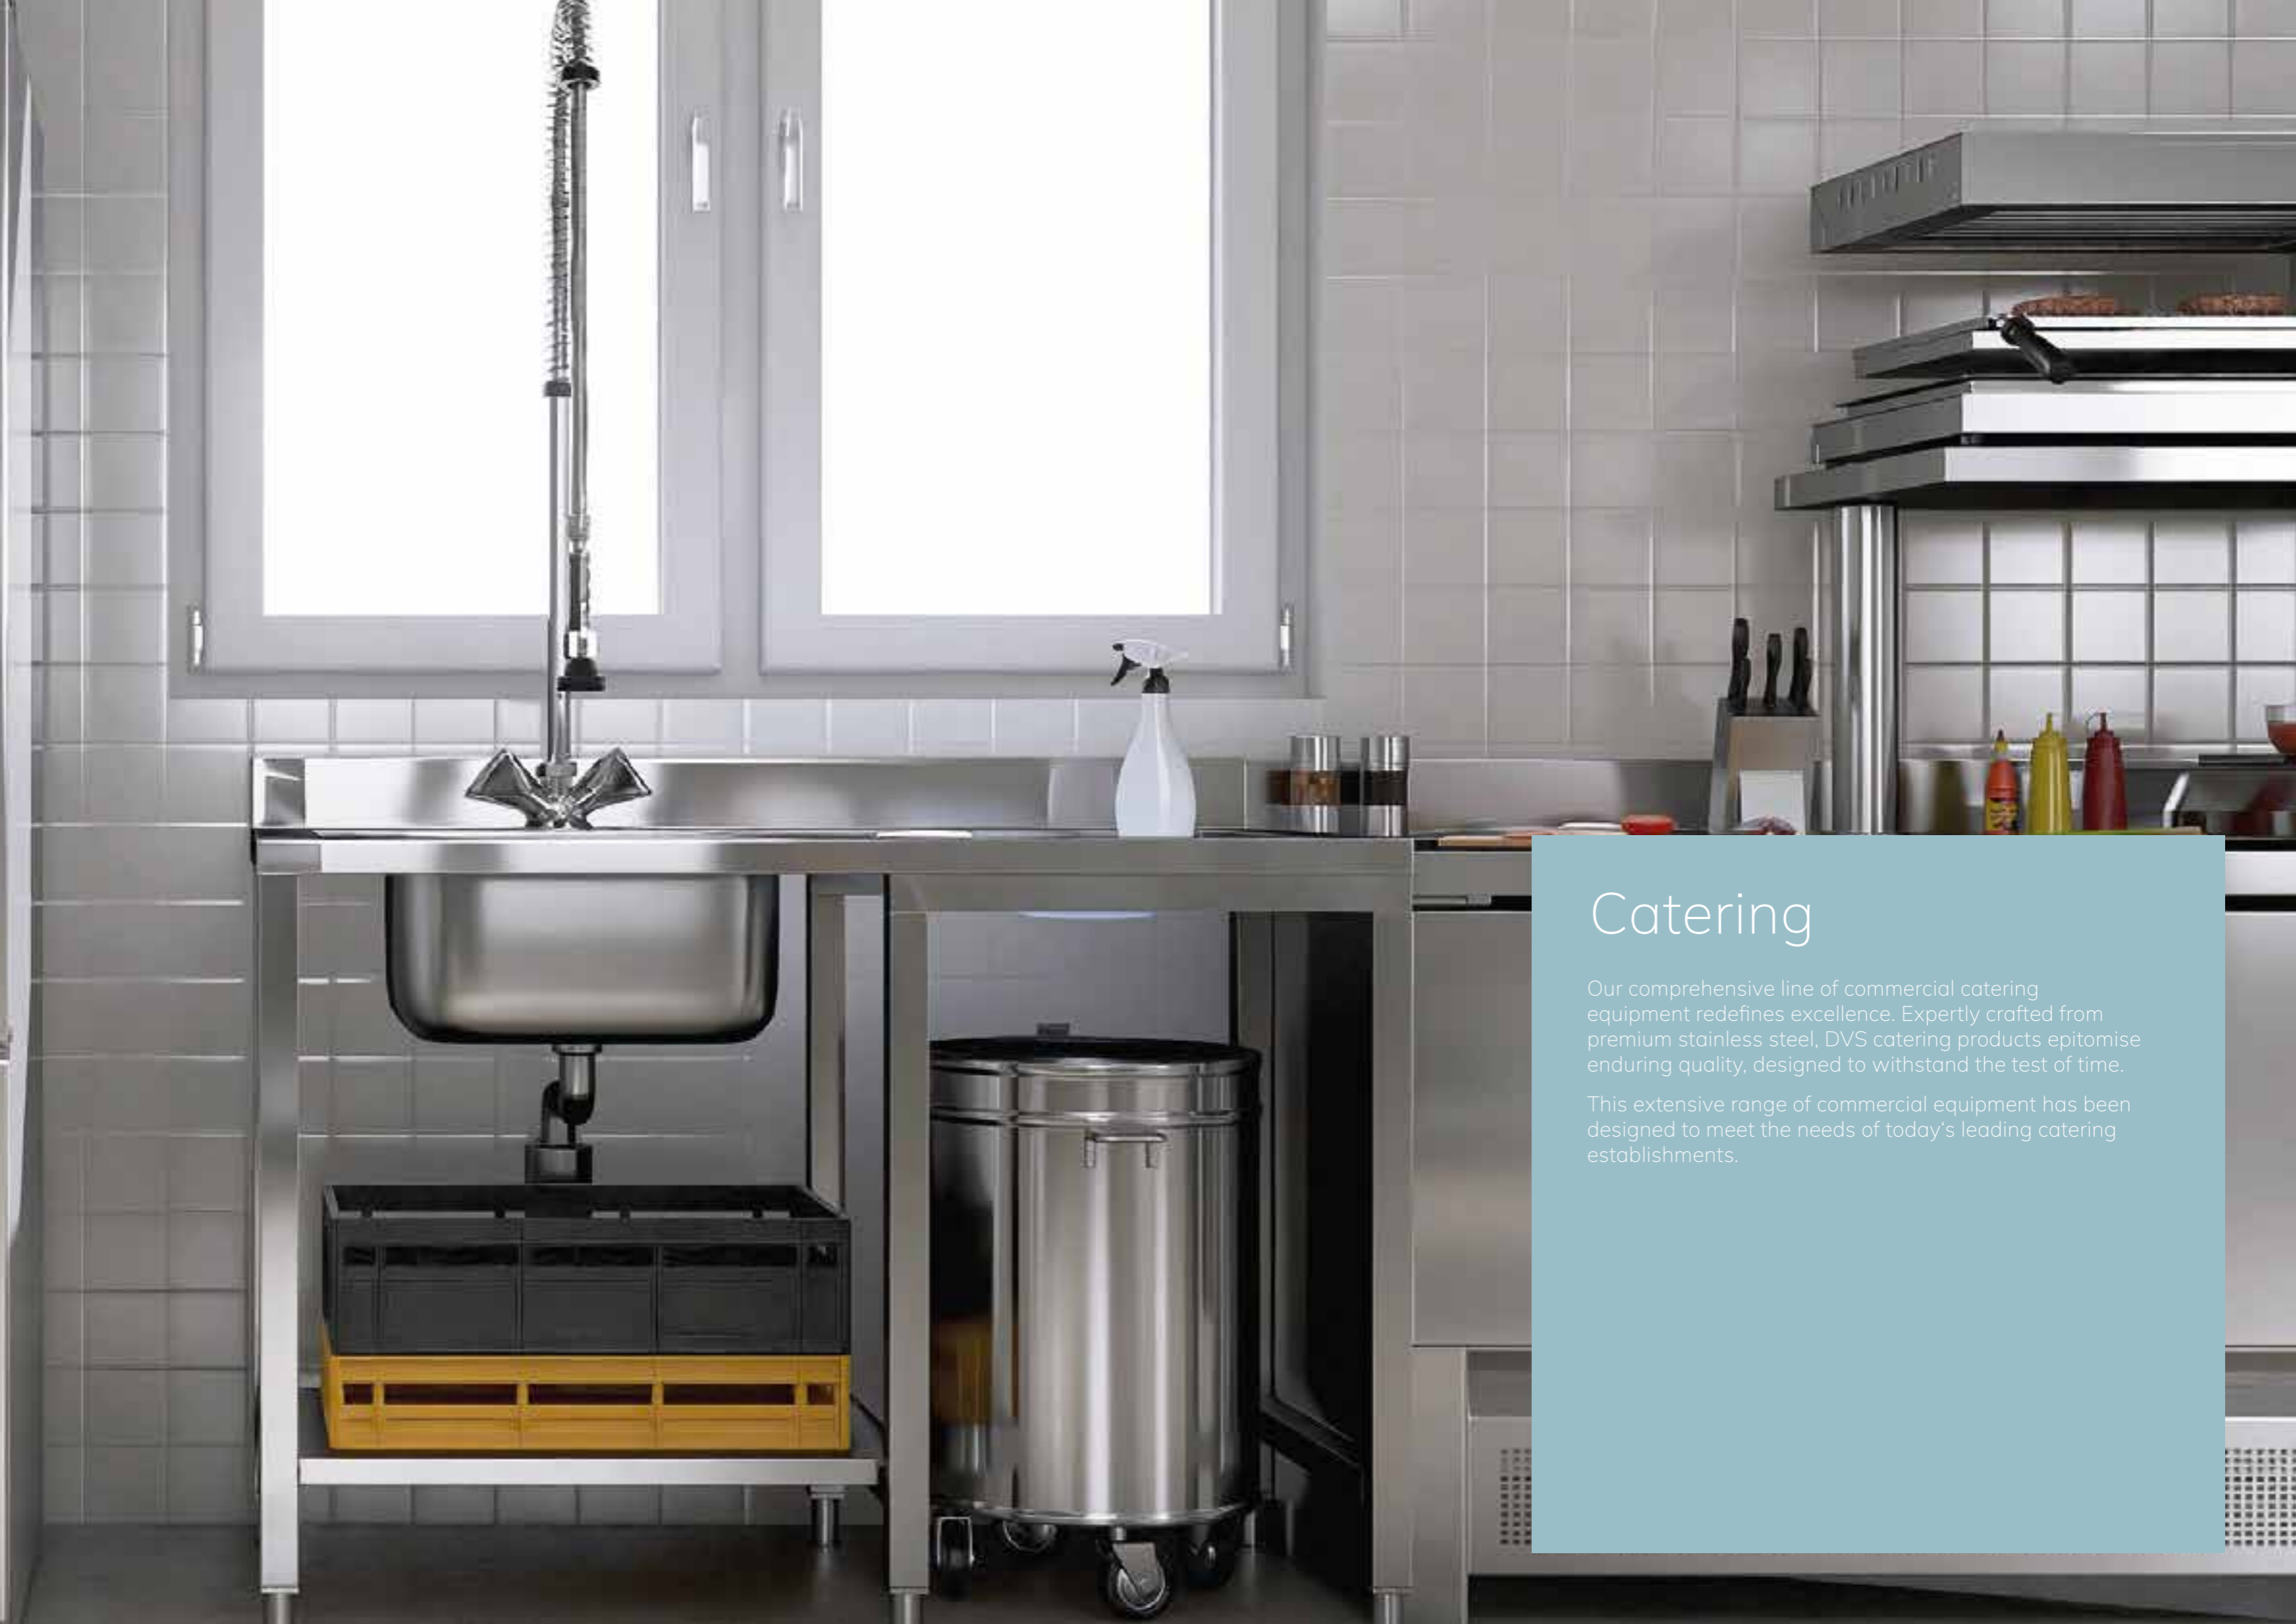 Catering
Our comprehensive line of commercial catering
equipment redefines excellence. Expertly crafted from
premium stainless steel, DVS catering products epitomise
enduring quality, designed to withstand the test of time.
This extensive range of commercial equipment has been
designed to meet the needs of today's leading catering
establishments.